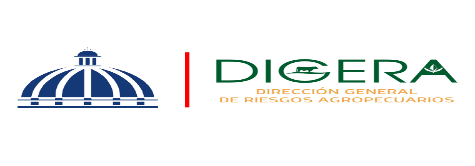 DIGERA
DIRECCIÓN GENERAL
DE RIESGOS AGROPECUARIOS